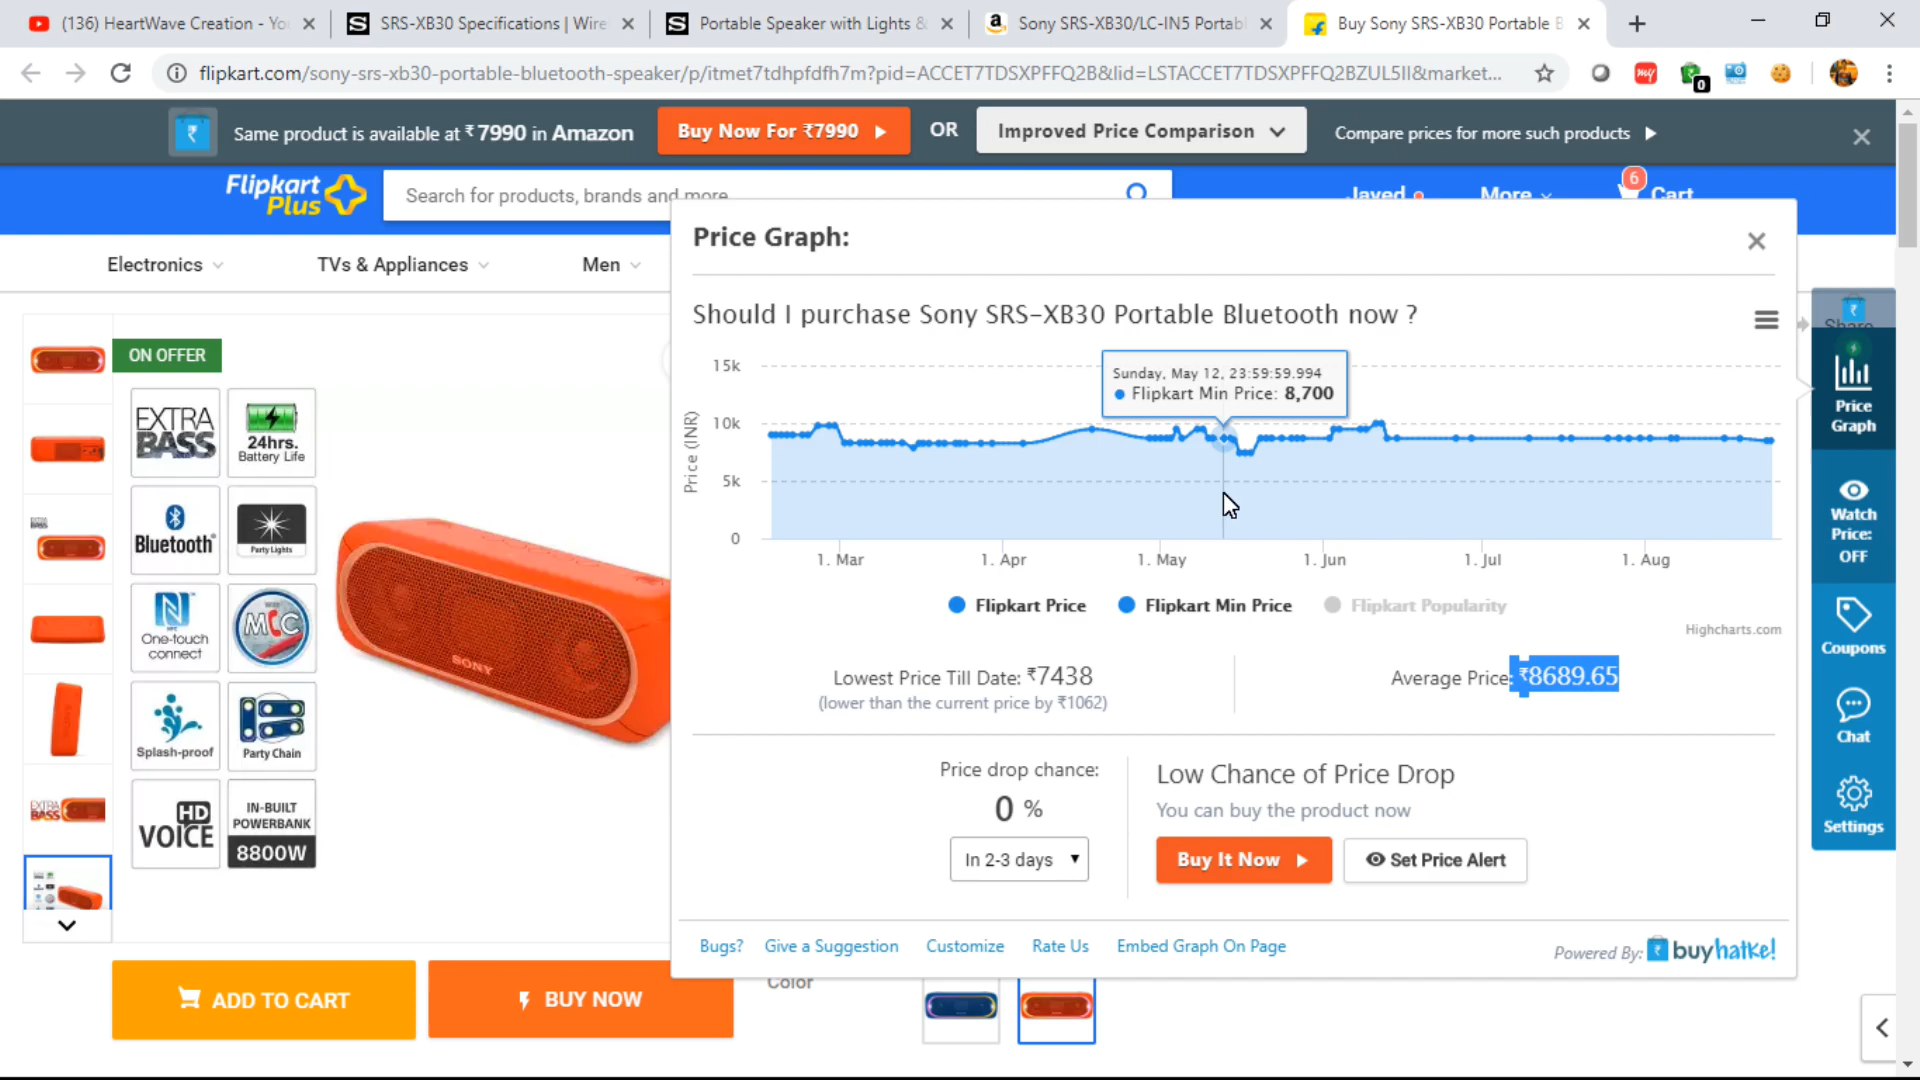 (136) HeartWave Creation - Yo
SRS-XB30 Specifications | Wire
Portable Speaker with Lights &
Sony SRS-XB30/LC-IN5 Portab
Buy Sony SRS-XB30 Portable B
flipkart.com/sony-srs-xb30-portable-bluetooth-speaker/p/itmet7tdhpfdfh7m?pid=ACCET7TDSXPFFQ2B&lid=LSTACCET7TDSXPFFQ2BZUL5II&market...
my
0
Same product is available at ₹7990 in Amazon
Buy Now For ₹7990
OR
Improved Price Comparison
Compare prices for more such products
Flipkart
Plus
Search for products, brands and more
Javed
More
6
Cart
Electronics
TVs & Appliances
Men
ON OFFER
EXTRA
BASS
24hrs.
Battery Life
Bluetooth®
Party Lights
One-touch
connect
MCC
Splash-proof
Party Chain
HD
VOICE
IN-BUILT
POWERBANK
8800W
SONY
EXTRA
BASS
ADD TO CART
BUY NOW
Color
Price Graph:
Should I purchase Sony SRS-XB30 Portable Bluetooth now ?
Price (INR)
15k
10k
5k
0
Sunday, May 12, 23:59:59.994
Flipkart Min Price: 8,700
1. Mar
1. Apr
1. May
1. Jun
1. Jul
1. Aug
Flipkart Price
Flipkart Min Price
Flipkart Popularity
Highcharts.com
Lowest Price Till Date: ₹7438
(lower than the current price by ₹1062)
Average Price: ₹8689.65
Price drop chance:
0 %
In 2-3 days
Low Chance of Price Drop
You can buy the product now
Buy It Now
Set Price Alert
Bugs?
Give a Suggestion
Customize
Rate Us
Embed Graph On Page
Powered By: buyhatke!
Share
Price
Graph
Watch
Price:
OFF
Coupons
Chat
Settings